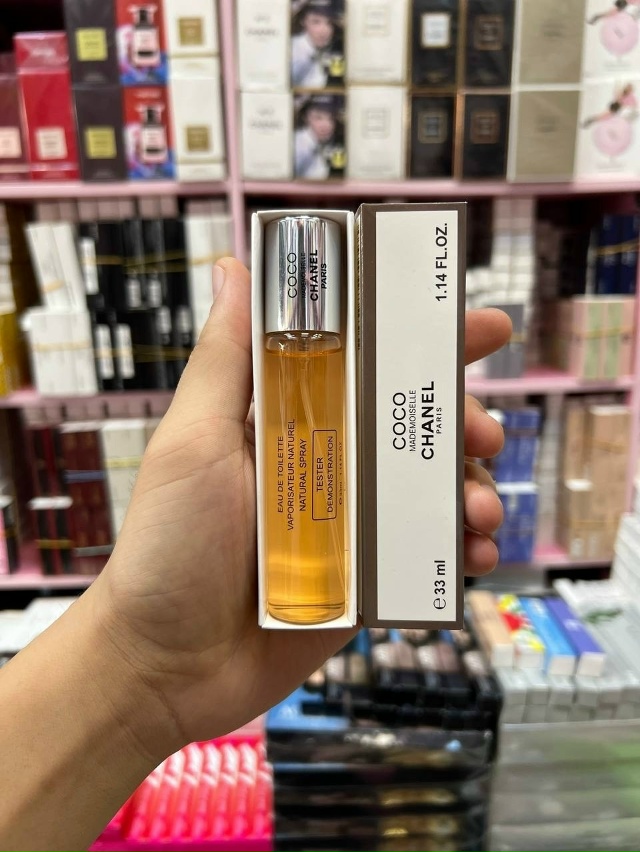 COCO
MADEMOISELLE
CHANEL
PARIS
EAU DE TOILETTE
VAPORISATEUR NATUREL
NATURAL SPRAY
TESTER
DEMONSTRATION
1.14 FL.OZ.
COCO
MADEMOISELLE
CHANEL
PARIS
e 33 ml